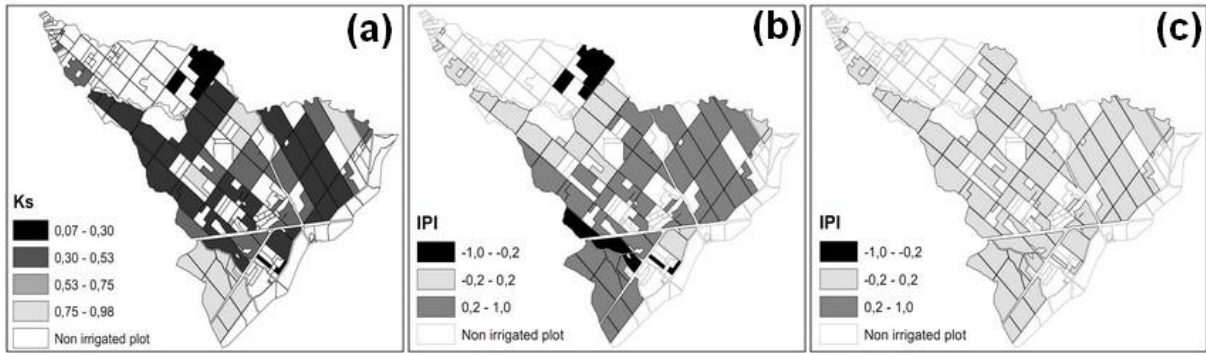 (a)
Ks
0,07 - 0,30
0,30 - 0,53
0,53 - 0,75
0,75 - 0,98
Non irrigated plot
(b)
IPI
-1,0 - -0,2
-0,2 - 0,2
0,2 - 1,0
Non irrigated plot
(c)
IPI
-1,0 - -0,2
-0,2 - 0,2
0,2 - 1,0
Non irrigated plot